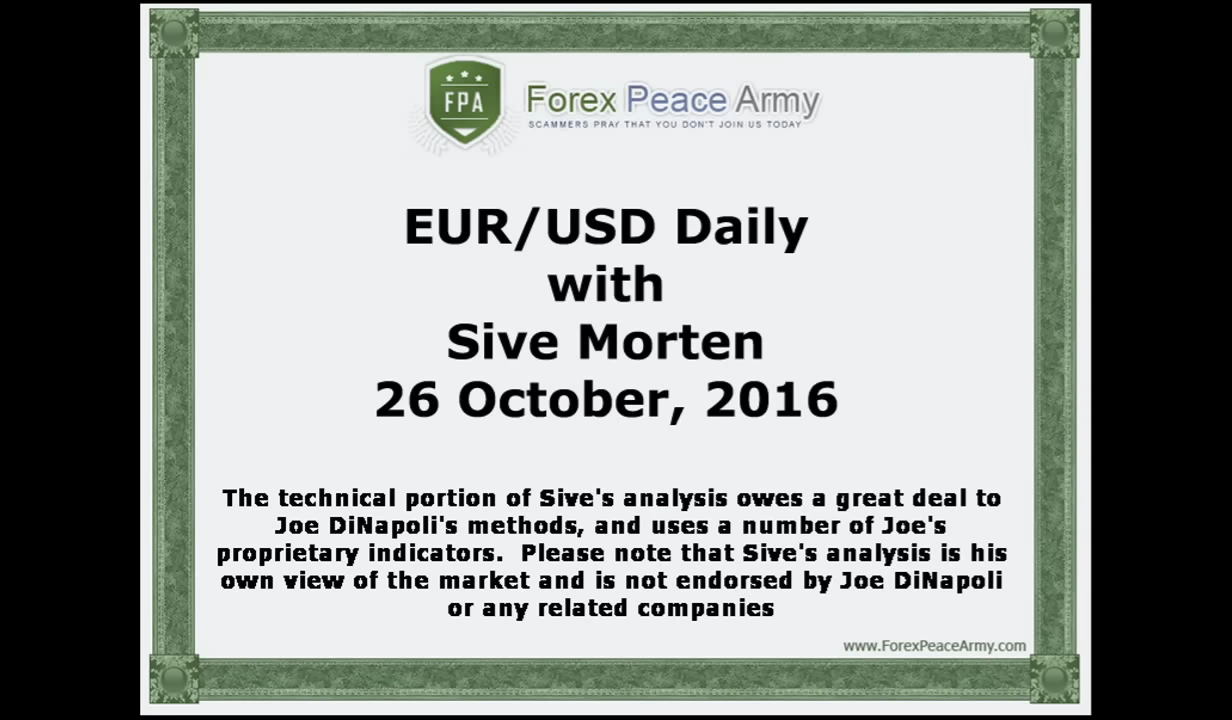 FPA
Forex Peace Army
SCAMMERS PRAY THAT YOU DON'T JOIN US TODAY
EUR/USD Daily
with
Sive Morten
26 October, 2016
The technical portion of Sive's analysis owes a great deal to
Joe DiNapoli's methods, and uses a number of Joe's
proprietary indicators.  Please note that Sive's analysis is his
own view of the market and is not endorsed by Joe DiNapoli
or any related companies
www.ForexPeaceArmy.com